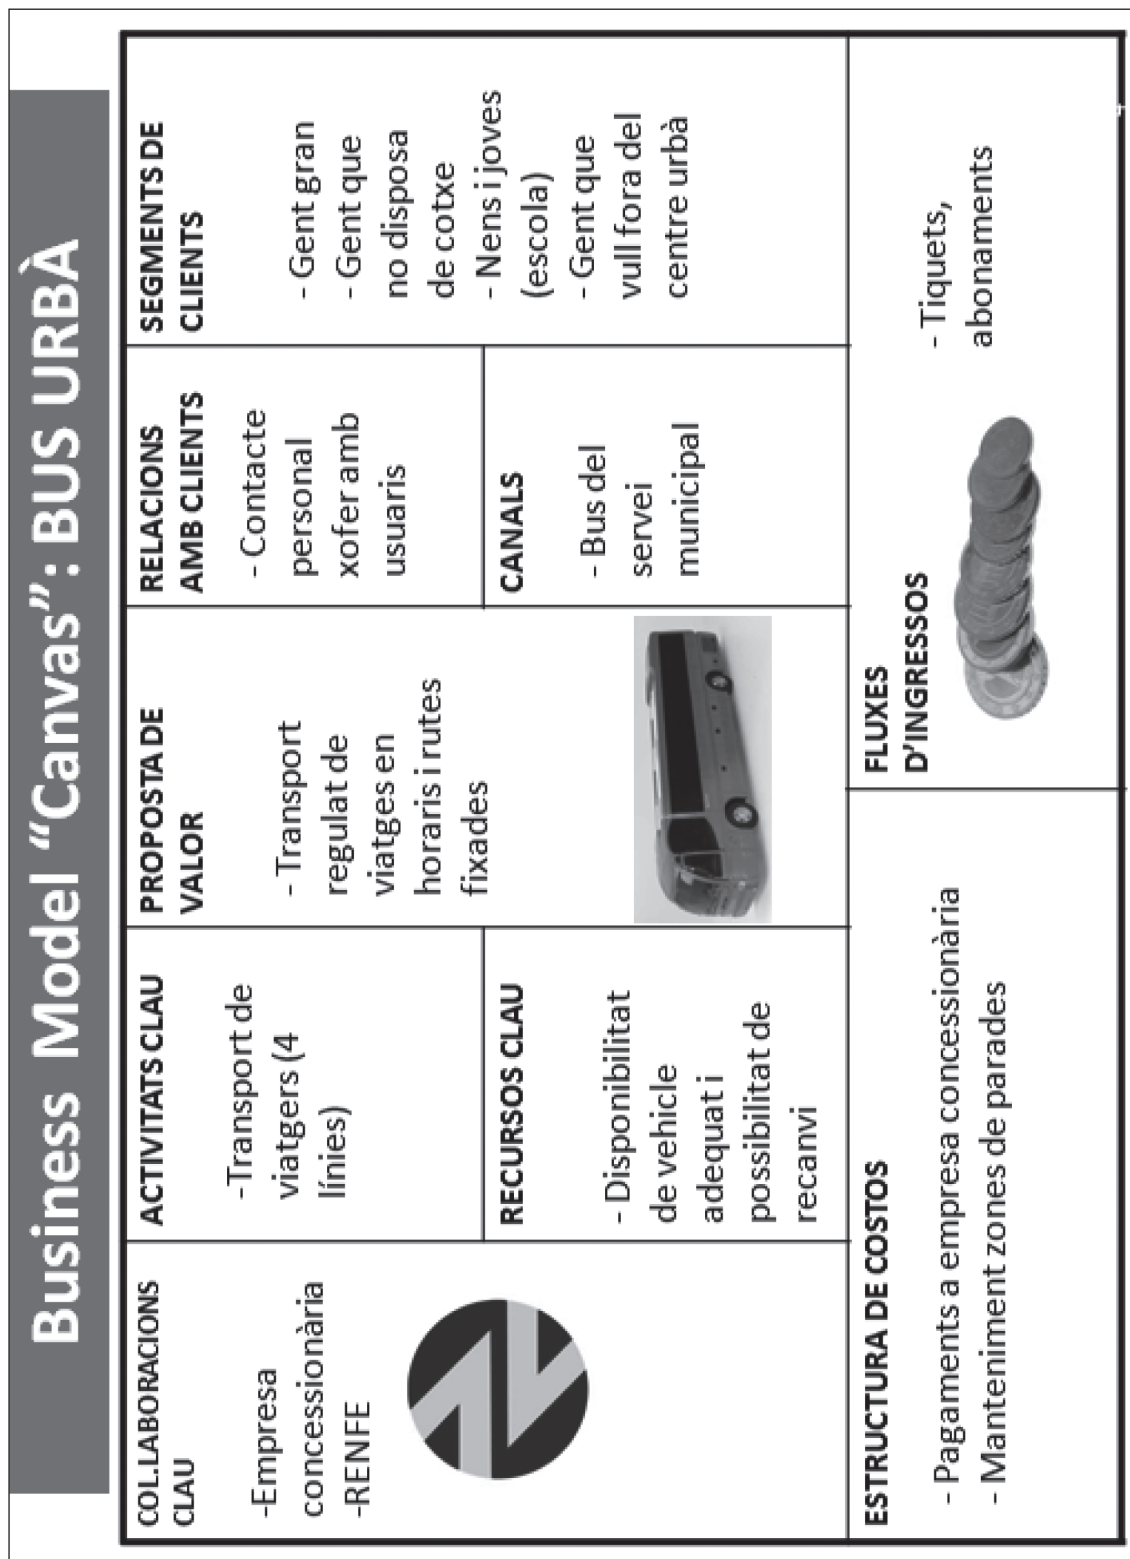 Business Model “Canvas”: BUS URBÀ
COL.LABORACIONS
CLAU
-Empresa
concessionària
-RENFE
ACTIVITATS CLAU
-Transport de
viatgers (4
línies)
RECURSOS CLAU
- Disponibilitat
de vehicle
adequat i
possibilitat de
recanvi
PROPOSTA DE
VALOR
- Transport
regulat de
viatges en
horaris i rutes
fixades
RELACIONS
AMB CLIENTS
- Contacte
personal
xofer amb
usuaris
CANALS
- Bus del
servei
municipal
SEGMENTS DE
CLIENTS
- Gent gran
- Gent que
no disposa
de cotxe
- Nens i joves
(escola)
- Gent que
vull fora del
centre urbà
ESTRUCTURA DE COSTOS
- Pagaments a empresa concessionària
- Manteniment zones de parades
FLUXES
D’INGRESSOS
- Tiquets,
abonaments